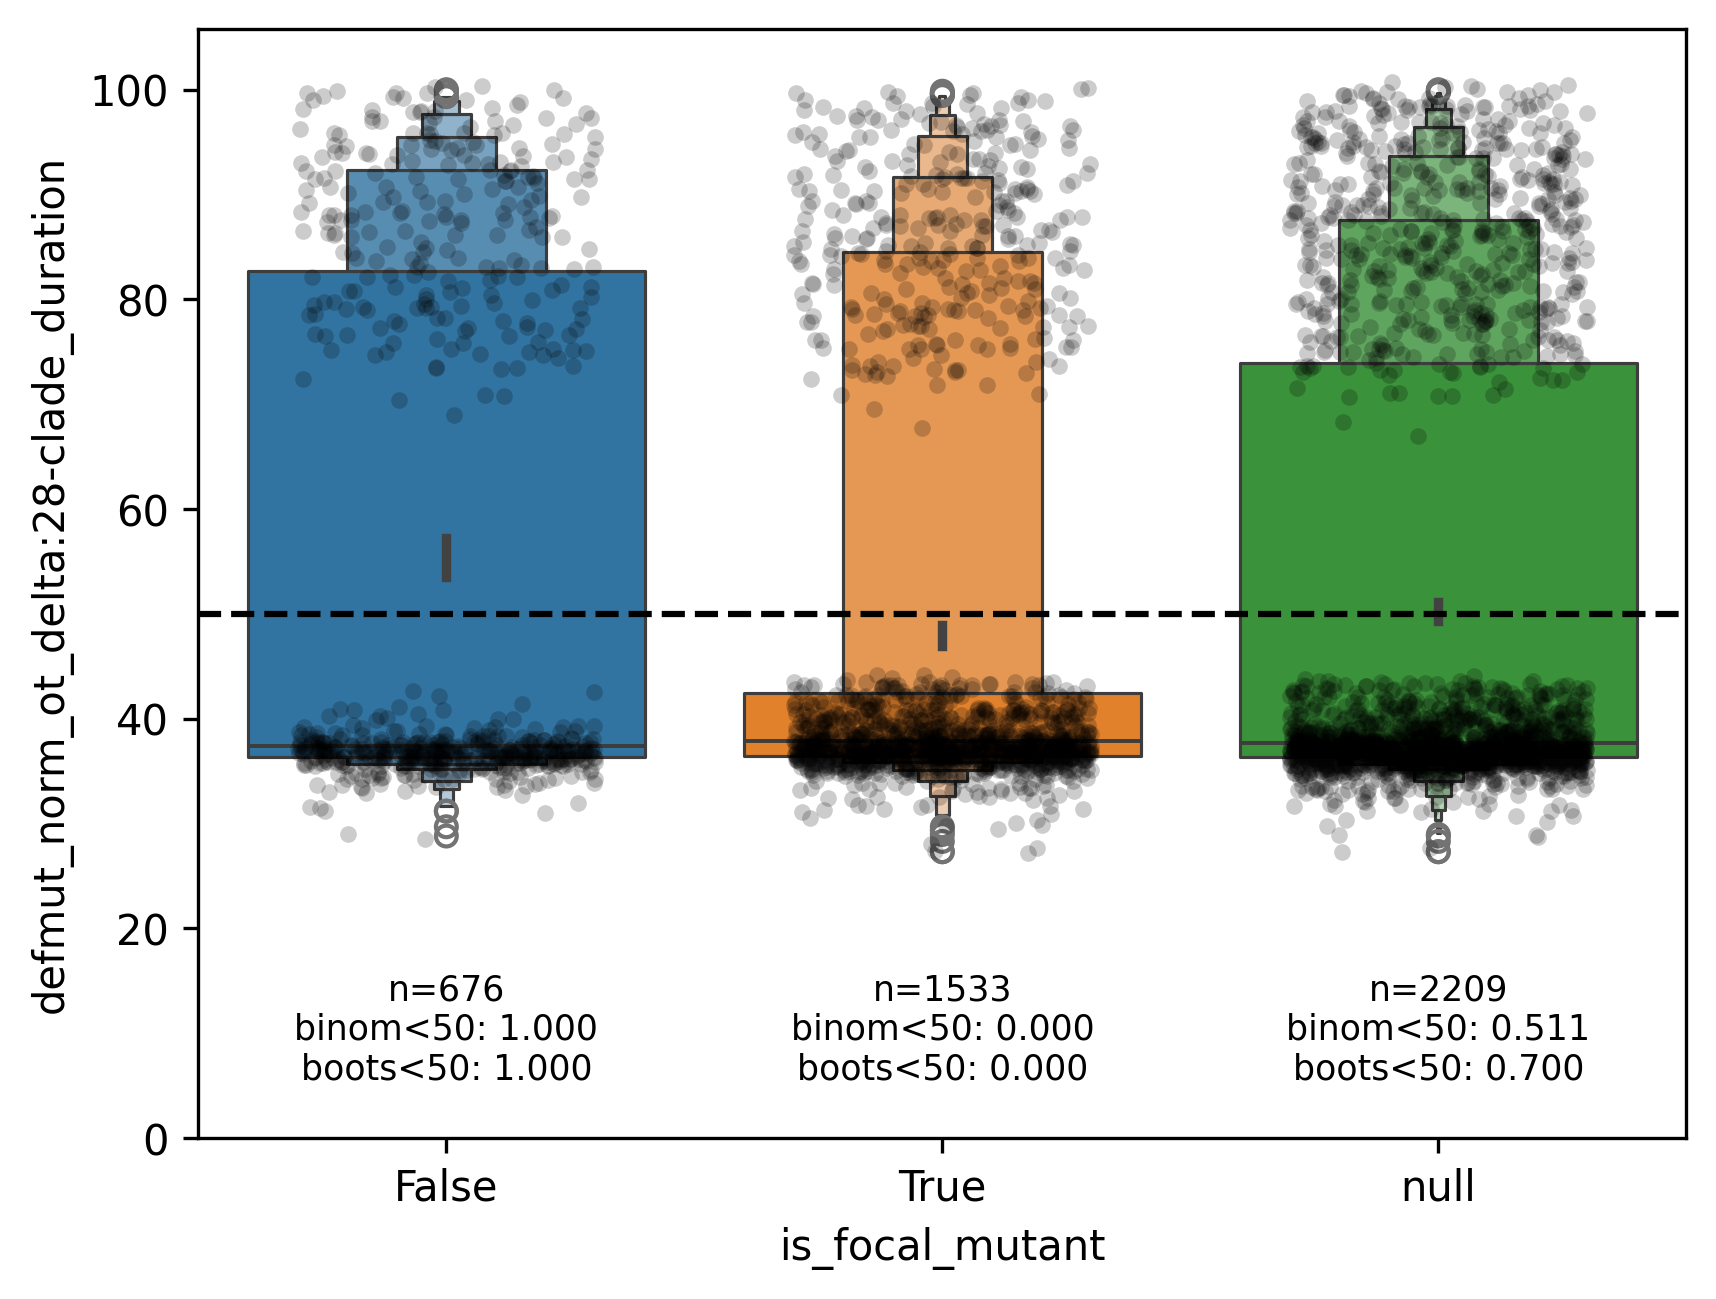 defmut_norm_ot_delta:28-clade_duration
100
80
60
40
20
0
n=676
binom<50: 1.000
boots<50: 1.000
n=1533
binom<50: 0.000
boots<50: 0.000
n=2209
binom<50: 0.511
boots<50: 0.700
False
True
null
is_focal_mutant